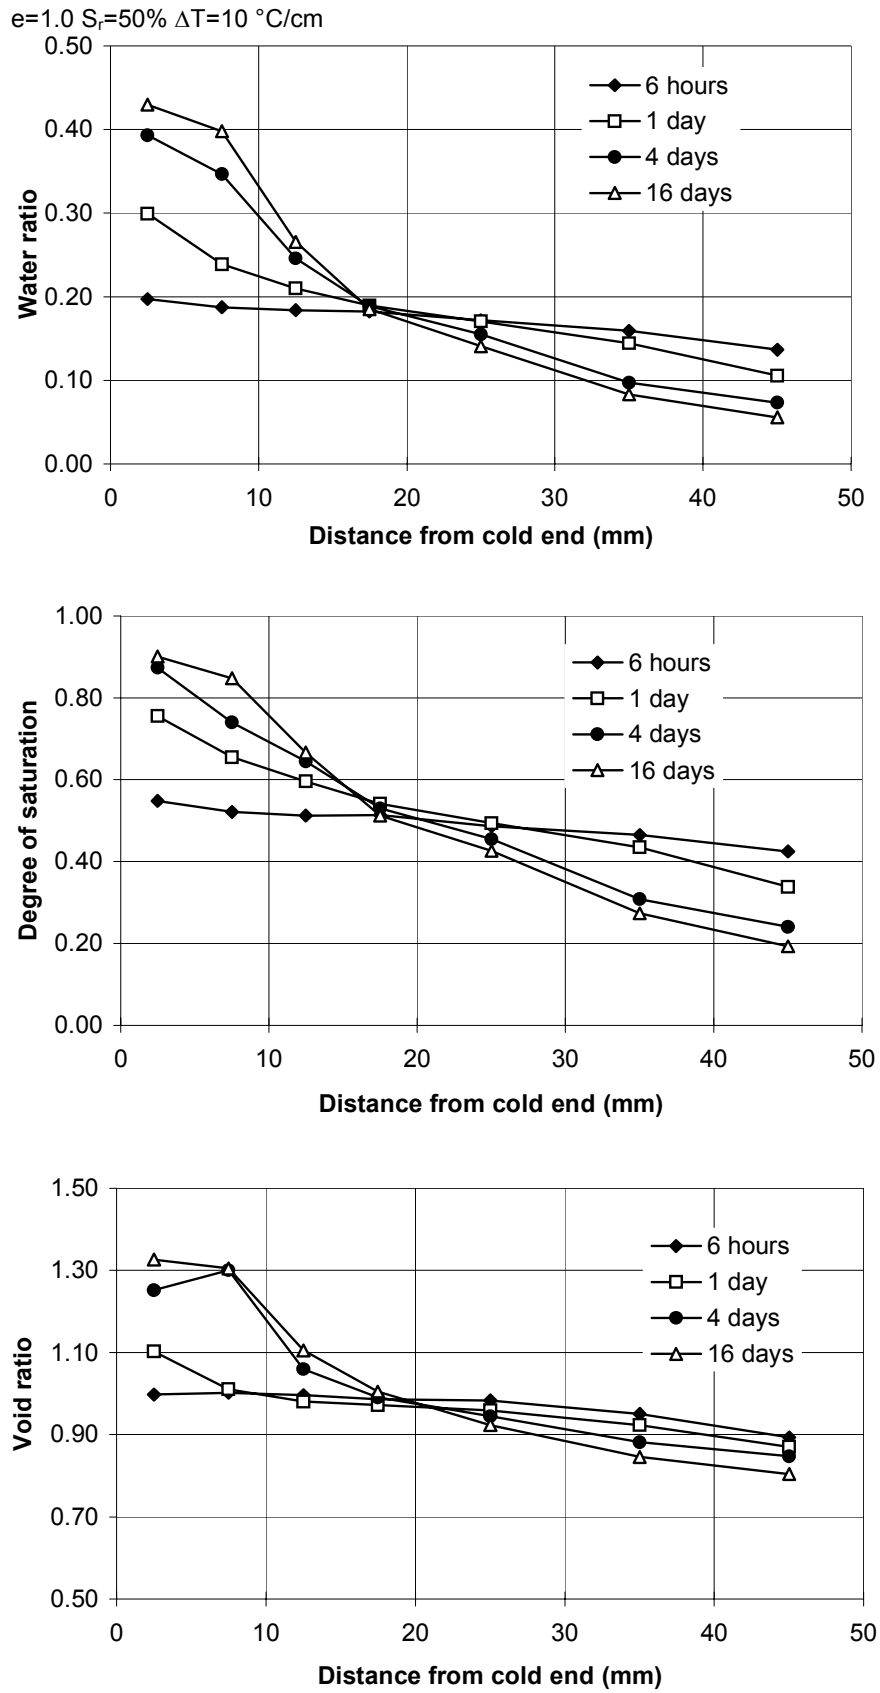 e=1.0 Sr=50% ΔT=10 °C/cm
0.50
0.40
0.30
0.20
0.10
0.00
Water ratio
6 hours
1 day
4 days
16 days
0 10 20 30 40 50
Distance from cold end (mm)
1.00
0.80
0.60
0.40
0.20
0.00
Degree of saturation
6 hours
1 day
4 days
16 days
0 10 20 30 40 50
Distance from cold end (mm)
1.50
1.30
1.10
0.90
0.70
0.50
Void ratio
6 hours
1 day
4 days
16 days
0 10 20 30 40 50
Distance from cold end (mm)